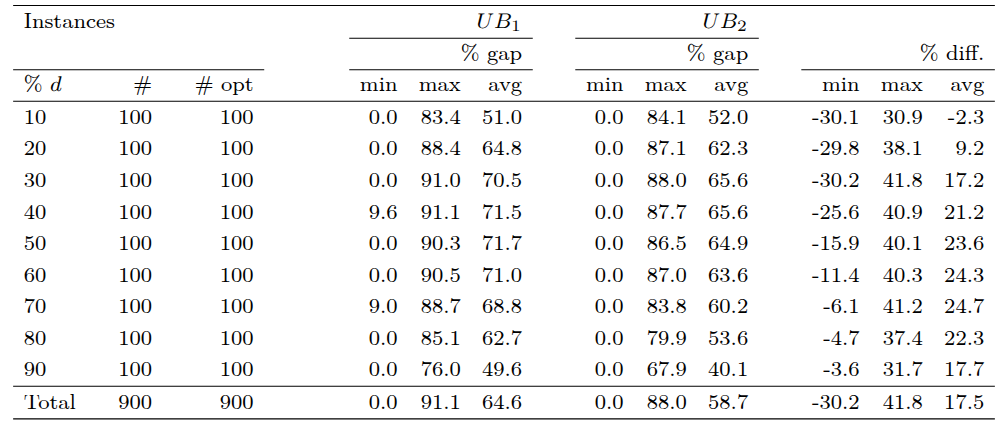 Instances UB1 UB2
% gap % gap % diff.
% d # # opt min max avg min max avg min max avg
10 100 100 0.0 83.4 51.0 0.0 84.1 52.0 -30.1 30.9 -2.3
20 100 100 0.0 88.4 64.8 0.0 87.1 62.3 -29.8 38.1 9.2
30 100 100 0.0 91.0 70.5 0.0 88.0 65.6 -30.2 41.8 17.2
40 100 100 9.6 91.1 71.5 0.0 87.7 65.6 -25.6 40.9 21.2
50 100 100 0.0 90.3 71.7 0.0 86.5 64.9 -15.9 40.1 23.6
60 100 100 0.0 90.5 71.0 0.0 87.0 63.6 -11.4 40.3 24.3
70 100 100 9.0 88.7 68.8 0.0 83.8 60.2 -6.1 41.2 24.7
80 100 100 0.0 85.1 62.7 0.0 79.9 53.6 -4.7 37.4 22.3
90 100 100 0.0 76.0 49.6 0.0 67.9 40.1 -3.6 31.7 17.7
Total 900 900 0.0 91.1 64.6 0.0 88.0 58.7 -30.2 41.8 17.5